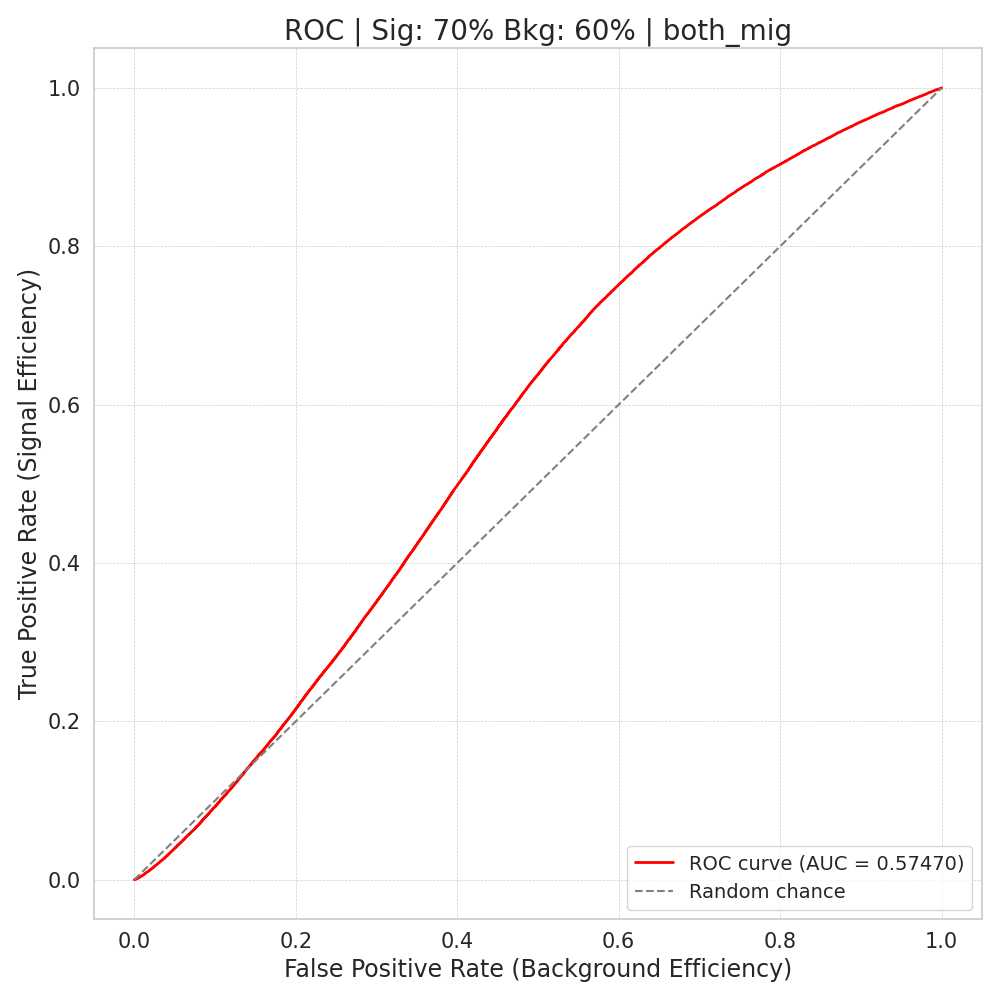 ROC | Sig: 70% Bkg: 60% | both_mig
True Positive Rate (Signal Efficiency)
1.0
0.8
0.6
0.4
0.2
0.0
ROC curve (AUC = 0.57470)
Random chance
0.0 0.2 0.4 0.6 0.8 1.0
False Positive Rate (Background Efficiency)